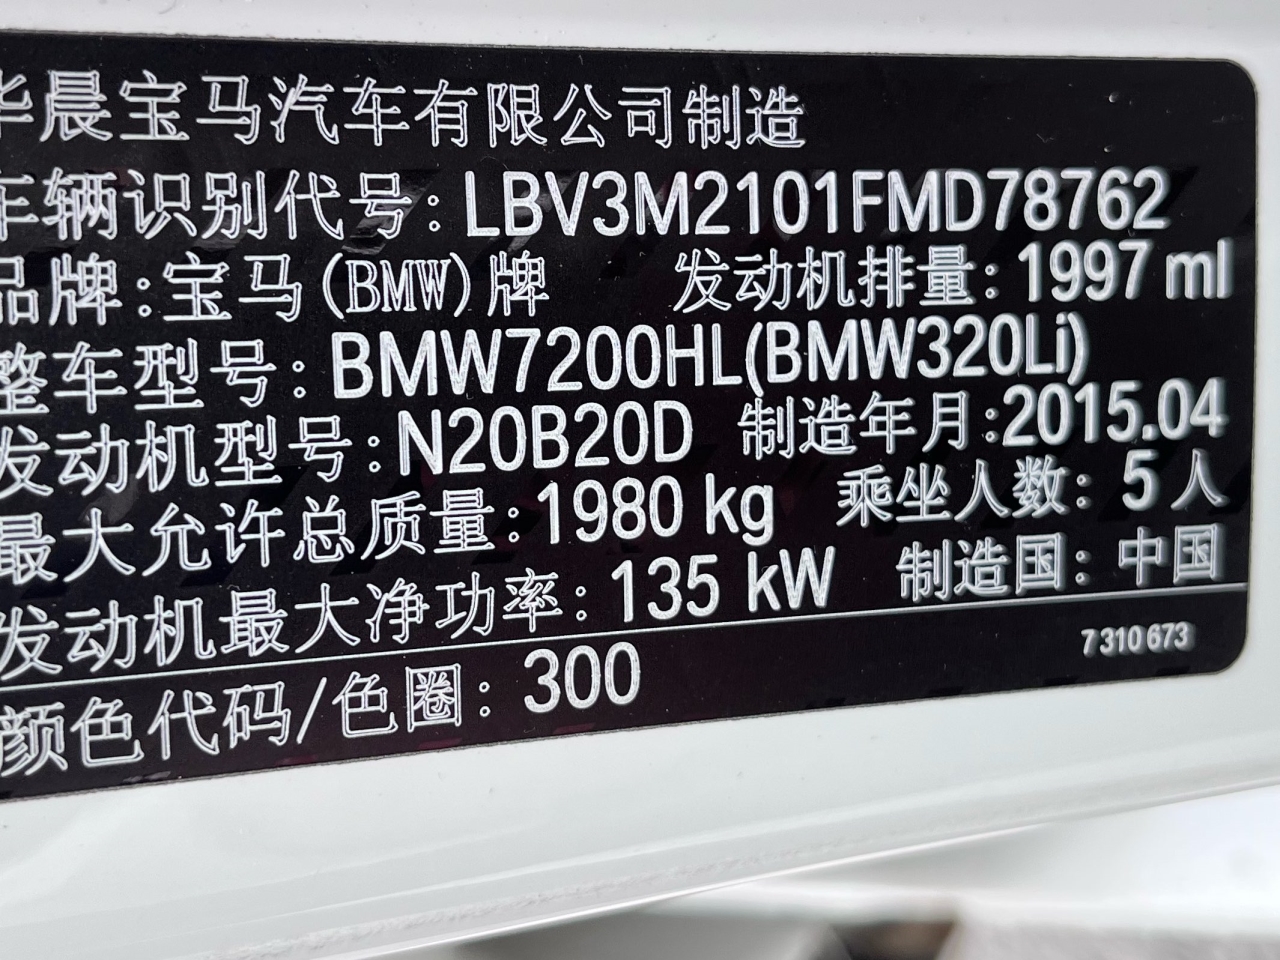 华晨宝马汽车有限公司制造
车辆识别代号:LBV3M2101FMD78762
品牌:宝马(BMW)牌 发动机排量:1997 ml
整车型号:BMW7200HL(BMW320Li)
发动机型号:N20B20D 制造年月:2015.04
最大允许总质量:1980 kg 乘坐人数:5人
发动机最大净功率:135 kW 制造国:中国
颜色代码/色圈:300 7310673